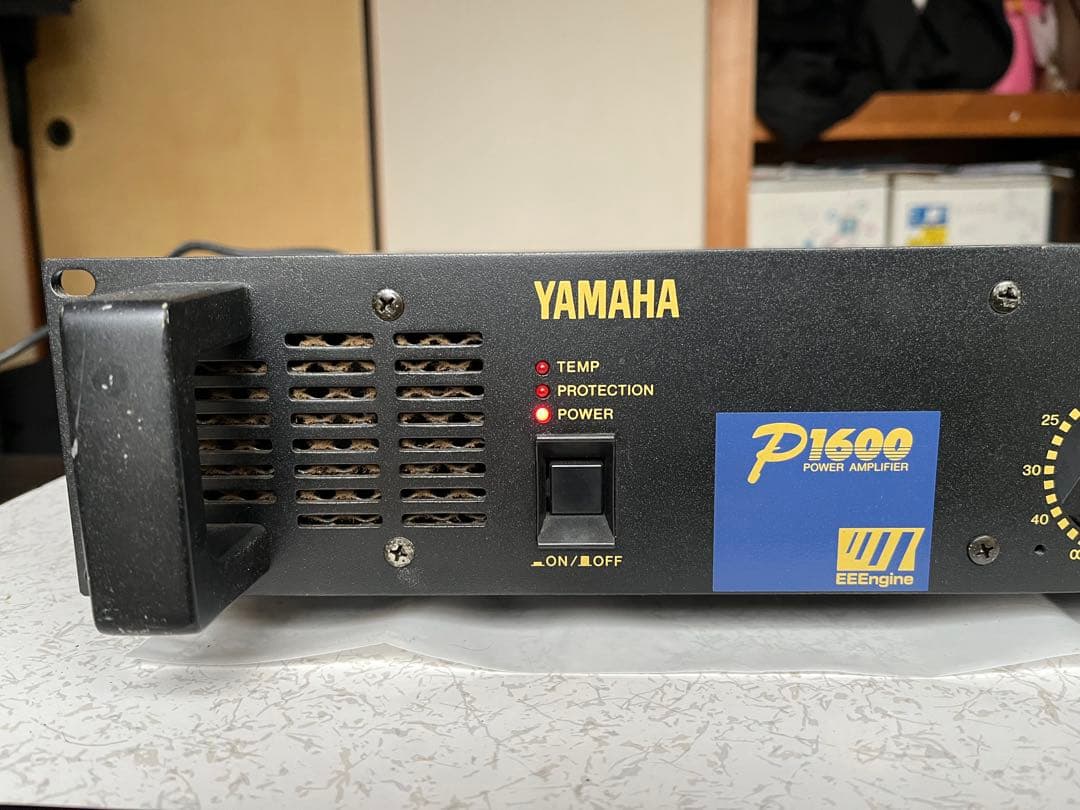 YAMAHA
TEMP
PROTECTION
POWER
ON/OFF
P1600
POWER AMPLIFIER
EEEngine
25
30
40
∞